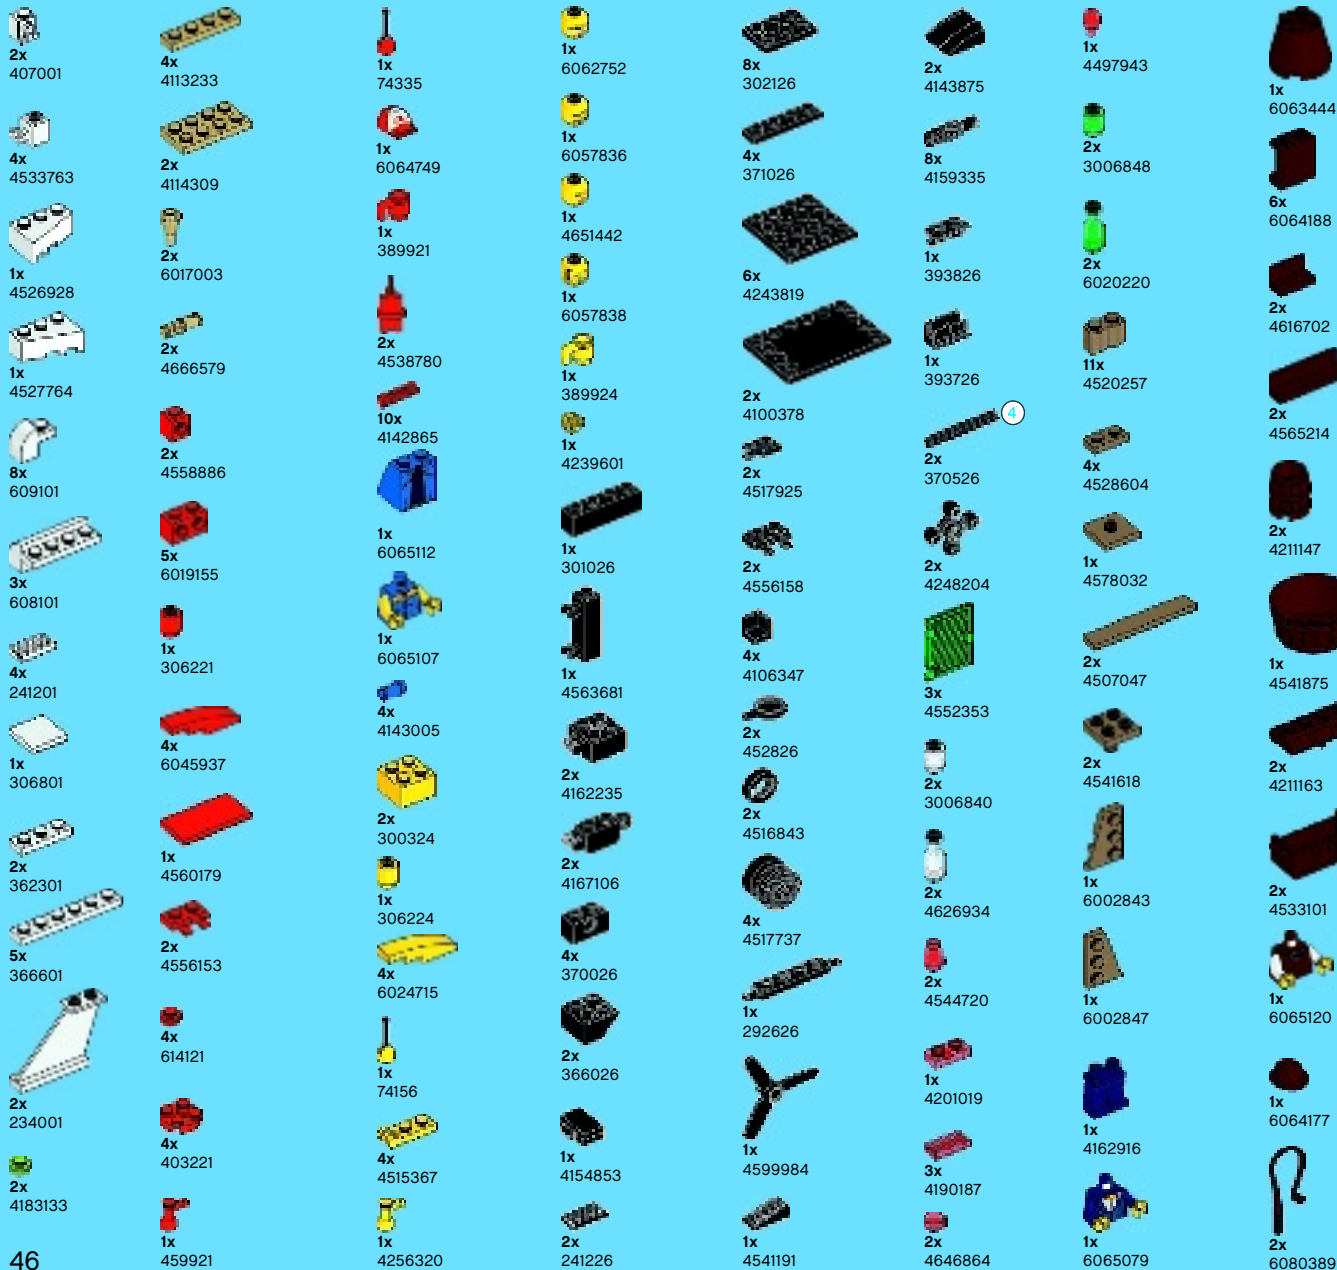 2x
407001
4x
4533763
1x
4526928
1x
4527764
8x
609101
3x
608101
4x
241201
1x
306801
2x
362301
5x
366601
2x
234001
2x
4183133
46
4x
4113233
2x
4114309
2x
6017003
2x
4666579
2x
4558886
5x
6019155
1x
306221
4x
6045937
1x
4560179
2x
4556153
4x
614121
4x
403221
1x
459921
1x
74335
1x
6064749
1x
389921
2x
4538780
10x
4142865
1x
6065112
1x
6065107
4x
4143005
2x
300324
1x
306224
4x
6024715
1x
74156
4x
4515367
1x
4256320
1x
6062752
1x
6057836
1x
4651442
1x
6057838
1x
389924
1x
4239601
1x
301026
1x
4563681
2x
4162235
2x
4167106
4x
370026
2x
366026
1x
4154853
2x
241226
8x
302126
4x
371026
6x
4243819
2x
4100378
2x
4517925
2x
4556158
4x
4106347
2x
452826
2x
4516843
4x
4517737
1x
292626
1x
4599984
1x
4541191
2x
4143875
8x
4159335
1x
393826
1x
393726
4
2x
370526
2x
4248204
3x
4552353
2x
3006840
2x
4626934
2x
4544720
1x
4201019
3x
4190187
2x
4646864
1x
4497943
2x
3006848
2x
6020220
11x
4520257
4x
4528604
1x
4578032
2x
4507047
2x
4541618
1x
6002843
1x
6002847
1x
4162916
1x
6065079
1x
6063444
6x
6064188
2x
4616702
2x
4565214
2x
4211147
1x
4541875
2x
4211163
2x
4533101
1x
6065120
1x
6064177
2x
6080389